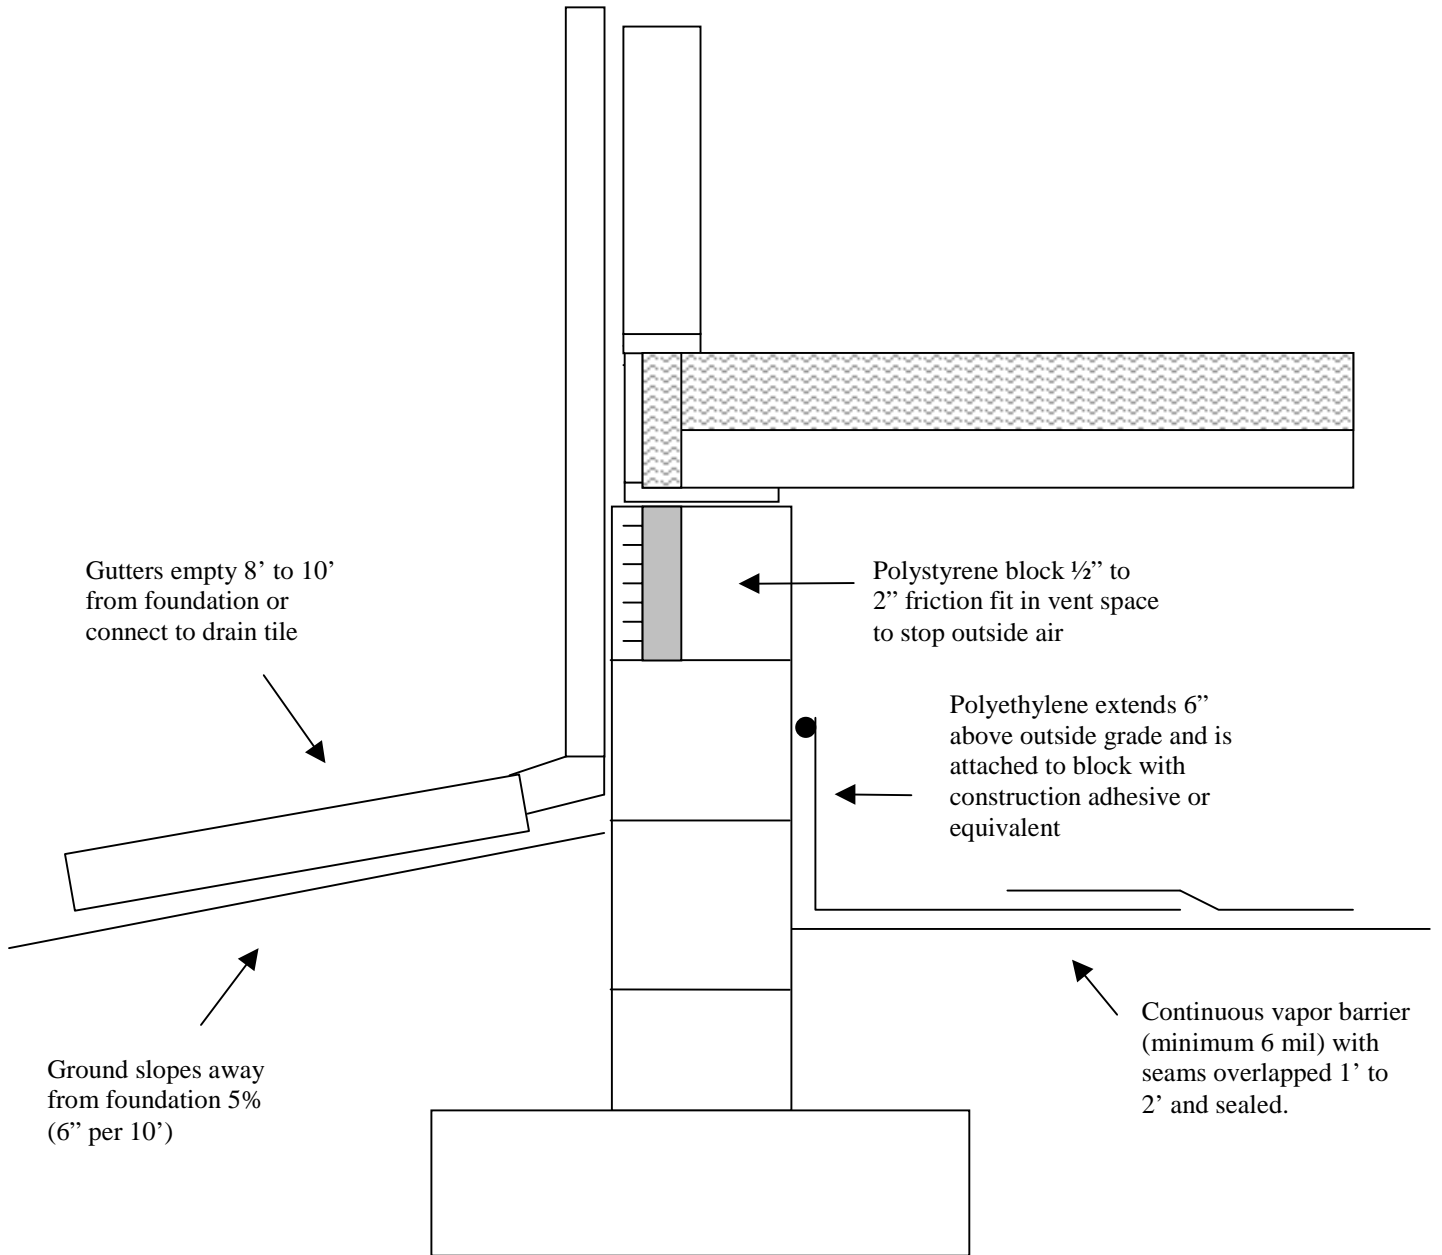 Gutters empty 8’ to 10’
from foundation or
connect to drain tile
Polystyrene block ½” to
2” friction fit in vent space
to stop outside air
Polyethylene extends 6”
above outside grade and is
attached to block with
construction adhesive or
equivalent
Ground slopes away
from foundation 5%
(6” per 10’)
Continuous vapor barrier
(minimum 6 mil) with
seams overlapped 1’ to
2’ and sealed.